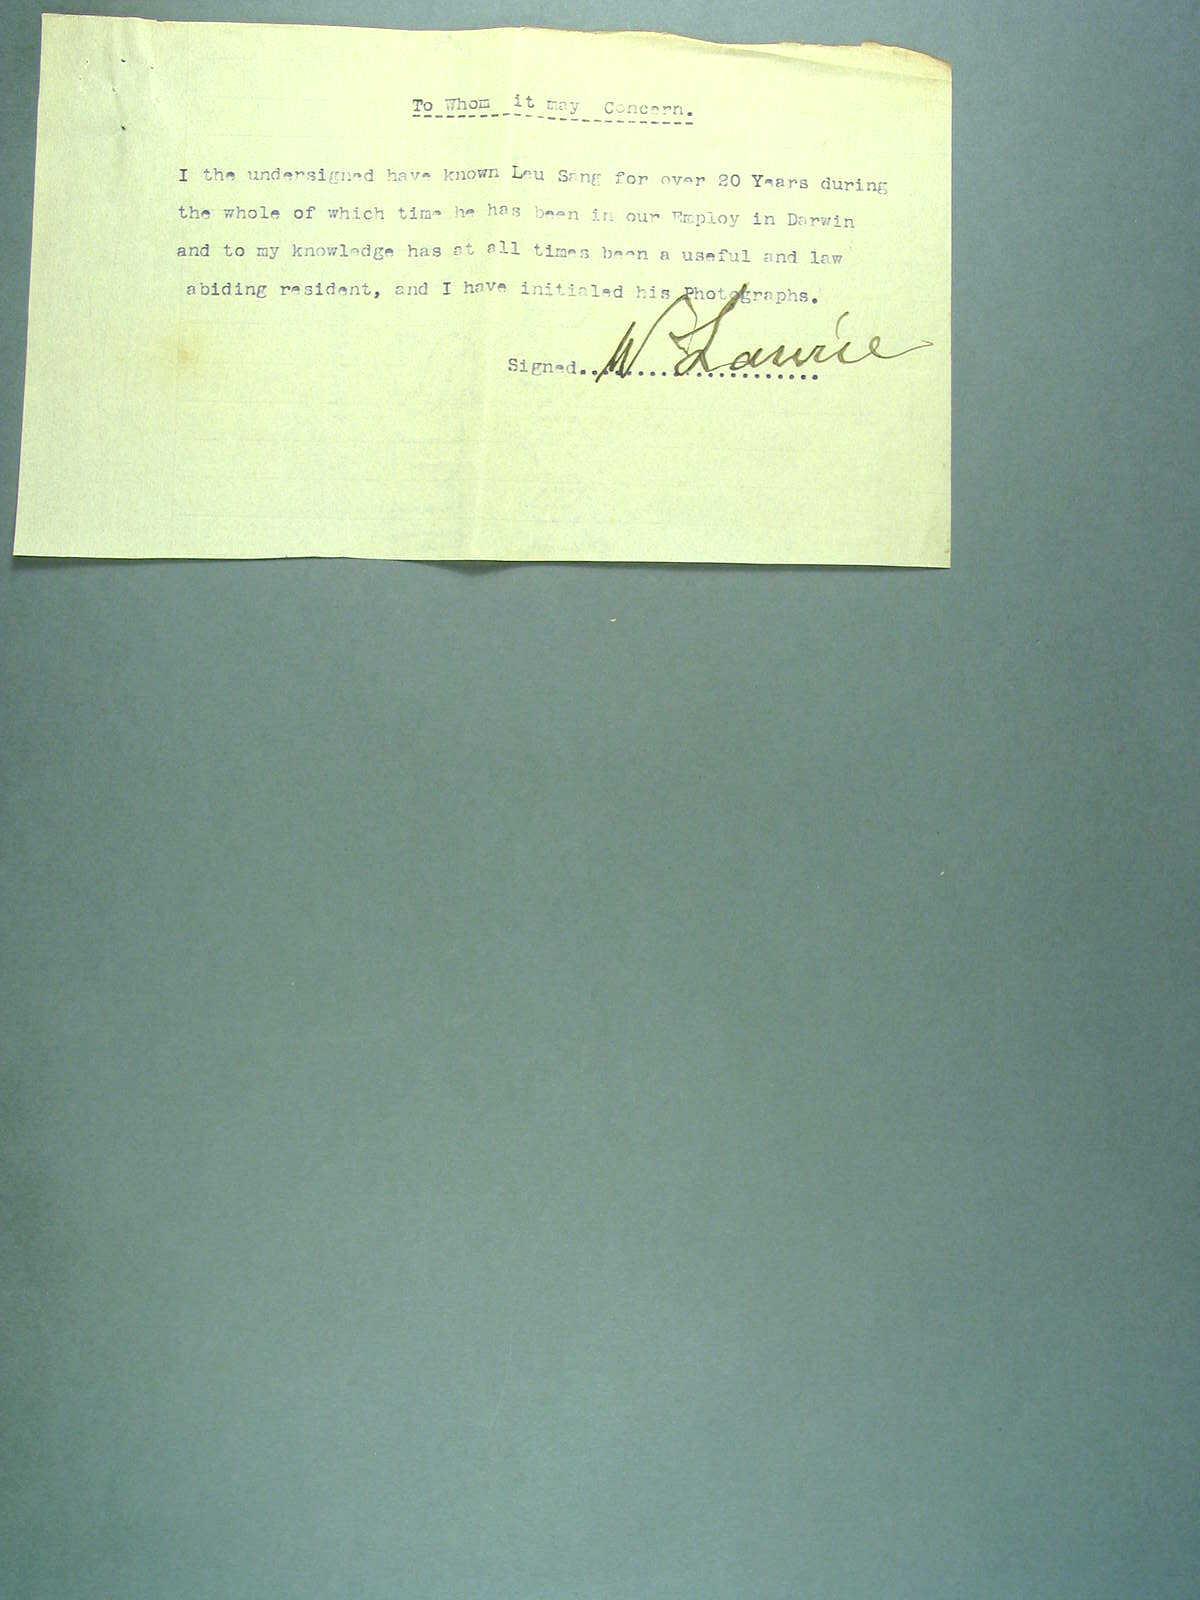 To Whom it may Concern.
I the undersigned have known Lau Sang for over 20 Years during
the whole of which time he has been in our Employ in Darwin
and to my knowledge has at all times been a useful and law
abiding resident, and I have initialed his Photographs.
Signed.. W Lawrie